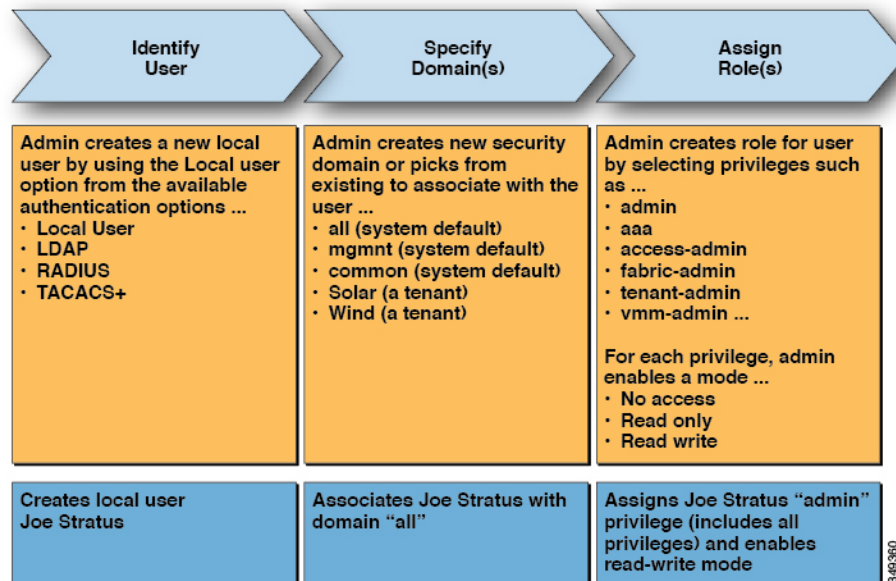 Identify
User
Specify
Domain(s)
Assign
Role(s)
Admin creates a new local
user by using the Local user
option from the available
authentication options ...
• Local User
• LDAP
• RADIUS
• TACACS+
Admin creates new security
domain or picks from
existing to associate with the
user ...
• all (system default)
• mgmnt (system default)
• common (system default)
• Solar (a tenant)
• Wind (a tenant)
Admin creates role for user
by selecting privileges such
as ...
• admin
• aaa
• access-admin
• fabric-admin
• tenant-admin
• vmm-admin ...
For each privilege, admin
enables a mode ...
• No access
• Read only
• Read write
Creates local user
Joe Stratus
Associates Joe Stratus with
domain “all”
Assigns Joe Stratus “admin”
privilege (includes all
privileges) and enables
read-write mode